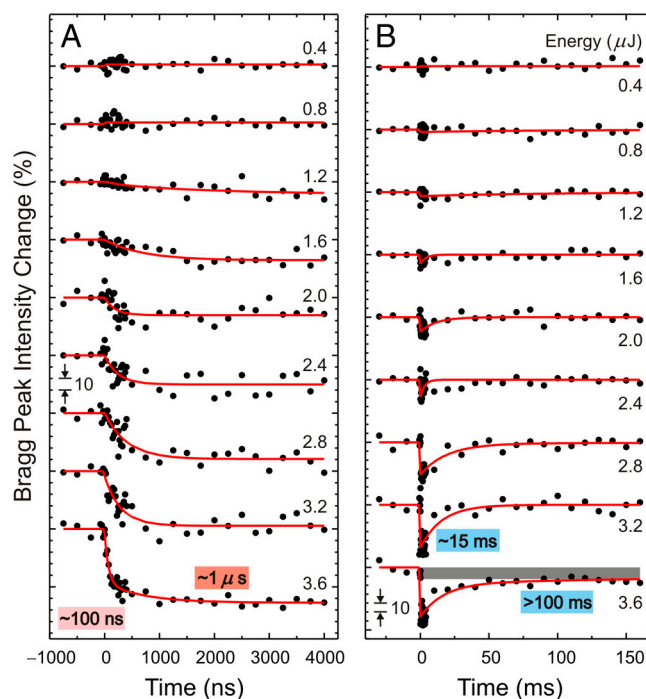 A
B
Energy (μJ)
0.4
0.8
1.2
1.6
2.0
2.4
2.8
3.2
3.6
10
~100 ns
~1 μs
0.4
0.8
1.2
1.6
2.0
2.4
2.8
3.2
3.6
10
~15 ms
>100 ms
Bragg Peak Intensity Change (%)
−1000 0 1000 2000 3000 4000
0 50 100 150
Time (ns)
Time (ms)